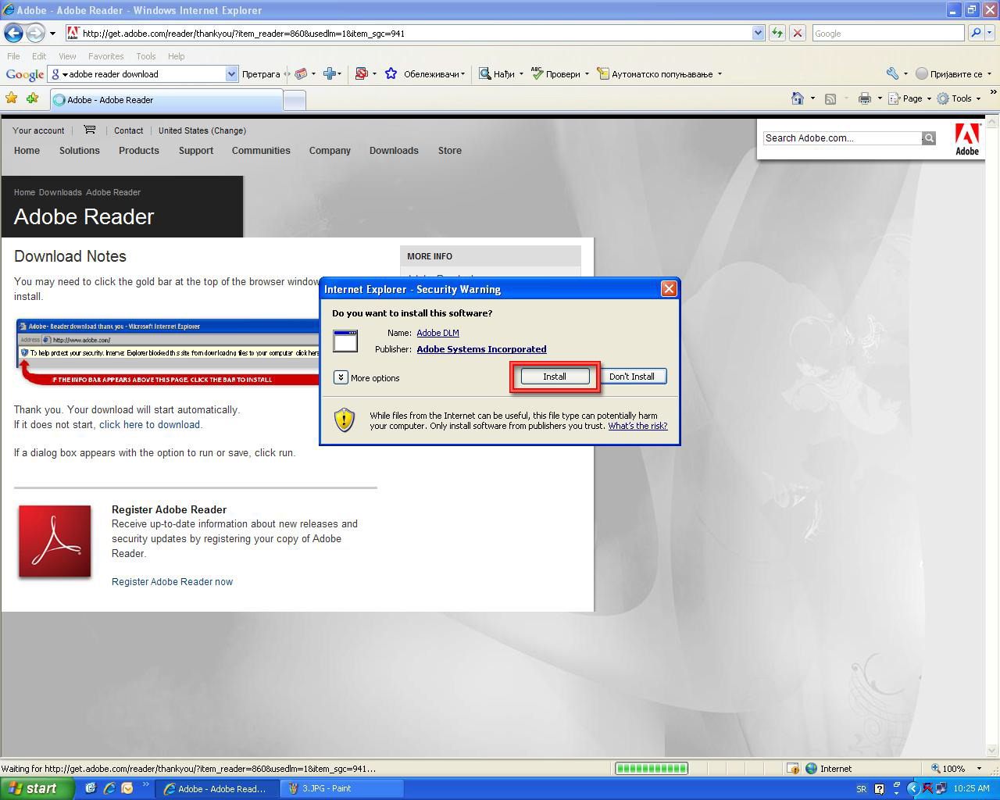 Adobe - Adobe Reader - Windows Internet Explorer
http://get.adobe.com/reader/thankyou/?item_reader=860&usedlm=1&item_sgc=941
Google
File Edit View Favorites Tools Help
Google g adobe reader download Претрага Обележивачи Нађи ABC Провери Аутоматско попуњавање Пријавите се
Adobe - Adobe Reader Page Tools
Your account Contact United States (Change)
Search Adobe.com...
Adobe
Home Solutions Products Support Communities Company Downloads Store
Home Downloads Adobe Reader
Adobe Reader
Download Notes
MORE INFO
You may need to click the gold bar at the top of the browser window
install.
Adobe - Reader download thank you - Microsoft Internet Explorer
Address http://www.adobe.com/
To help protect your security, Internet Explorer blocked this site from downloading files to your computer. click here
IF THE INFO BAR APPEARS ABOVE THIS PAGE, CLICK THE BAR TO INSTALL
Internet Explorer - Security Warning
Do you want to install this software?
Name: Adobe DLM
Publisher: Adobe Systems Incorporated
More options Install Don't Install
While files from the Internet can be useful, this file type can potentially harm
your computer. Only install software from publishers you trust. What's the risk?
Thank you. Your download will start automatically.
If it does not start, click here to download.
If a dialog box appears with the option to run or save, click run.
Register Adobe Reader
Receive up-to-date information about new releases and
security updates by registering your copy of Adobe
Reader.
Register Adobe Reader now
Waiting for http://get.adobe.com/reader/thankyou/?item_reader=860&usedlm=1&item_sgc=941... Internet 100%
start Adobe - Adobe Read... 3.JPG - Paint SR 10:25 AM